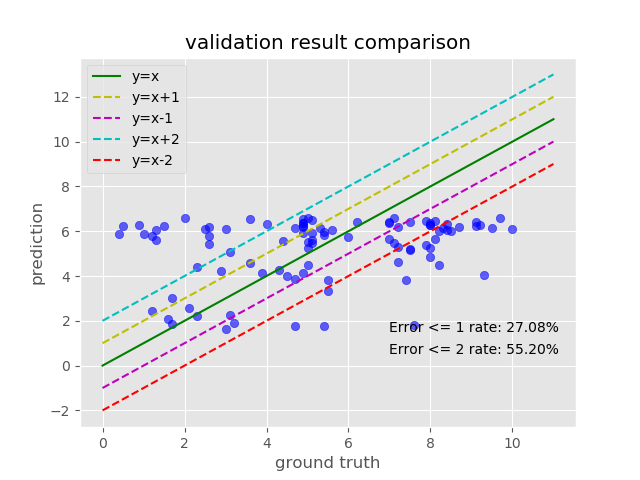 validation result comparison
y=x
y=x+1
y=x-1
y=x+2
y=x-2
12
10
8
6
4
2
0
−2
prediction
Error <= 1 rate: 27.08%
Error <= 2 rate: 55.20%
0 2 4 6 8 10
ground truth